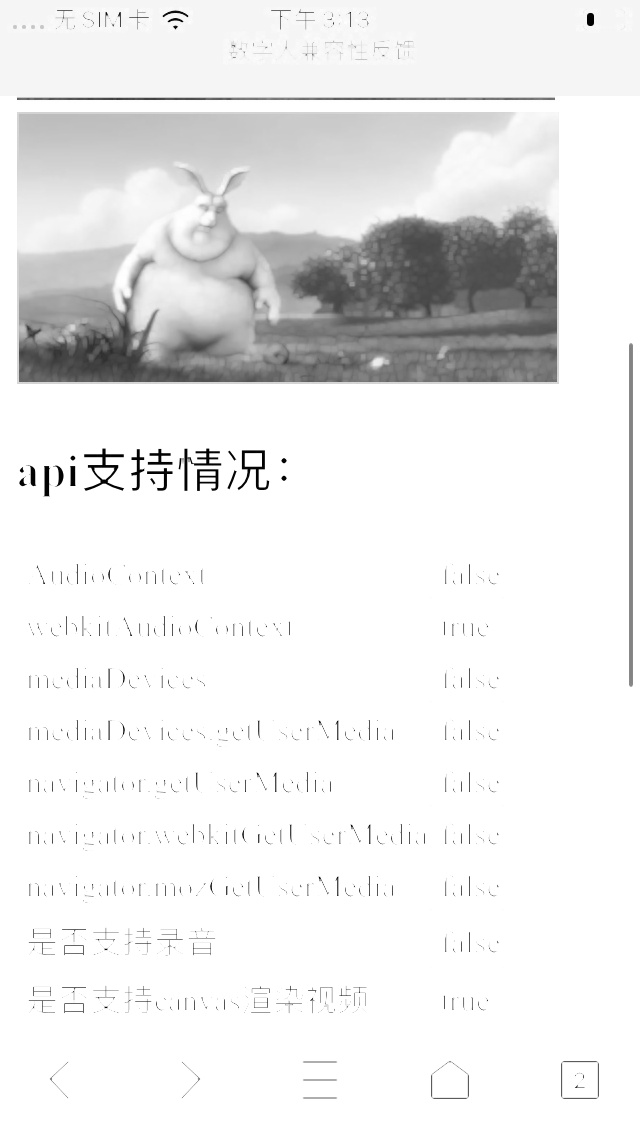 无SIM卡 下午3:13
数字人兼容性反馈
api支持情况：
AudioContext false
webkitAudioContext true
mediaDevices false
mediaDevices.getUserMedia false
navigator.getUserMedia false
navigator.webkitGetUserMedia false
navigator.mozGetUserMedia false
是否支持录音 false
是否支持canvas渲染视频 true
2